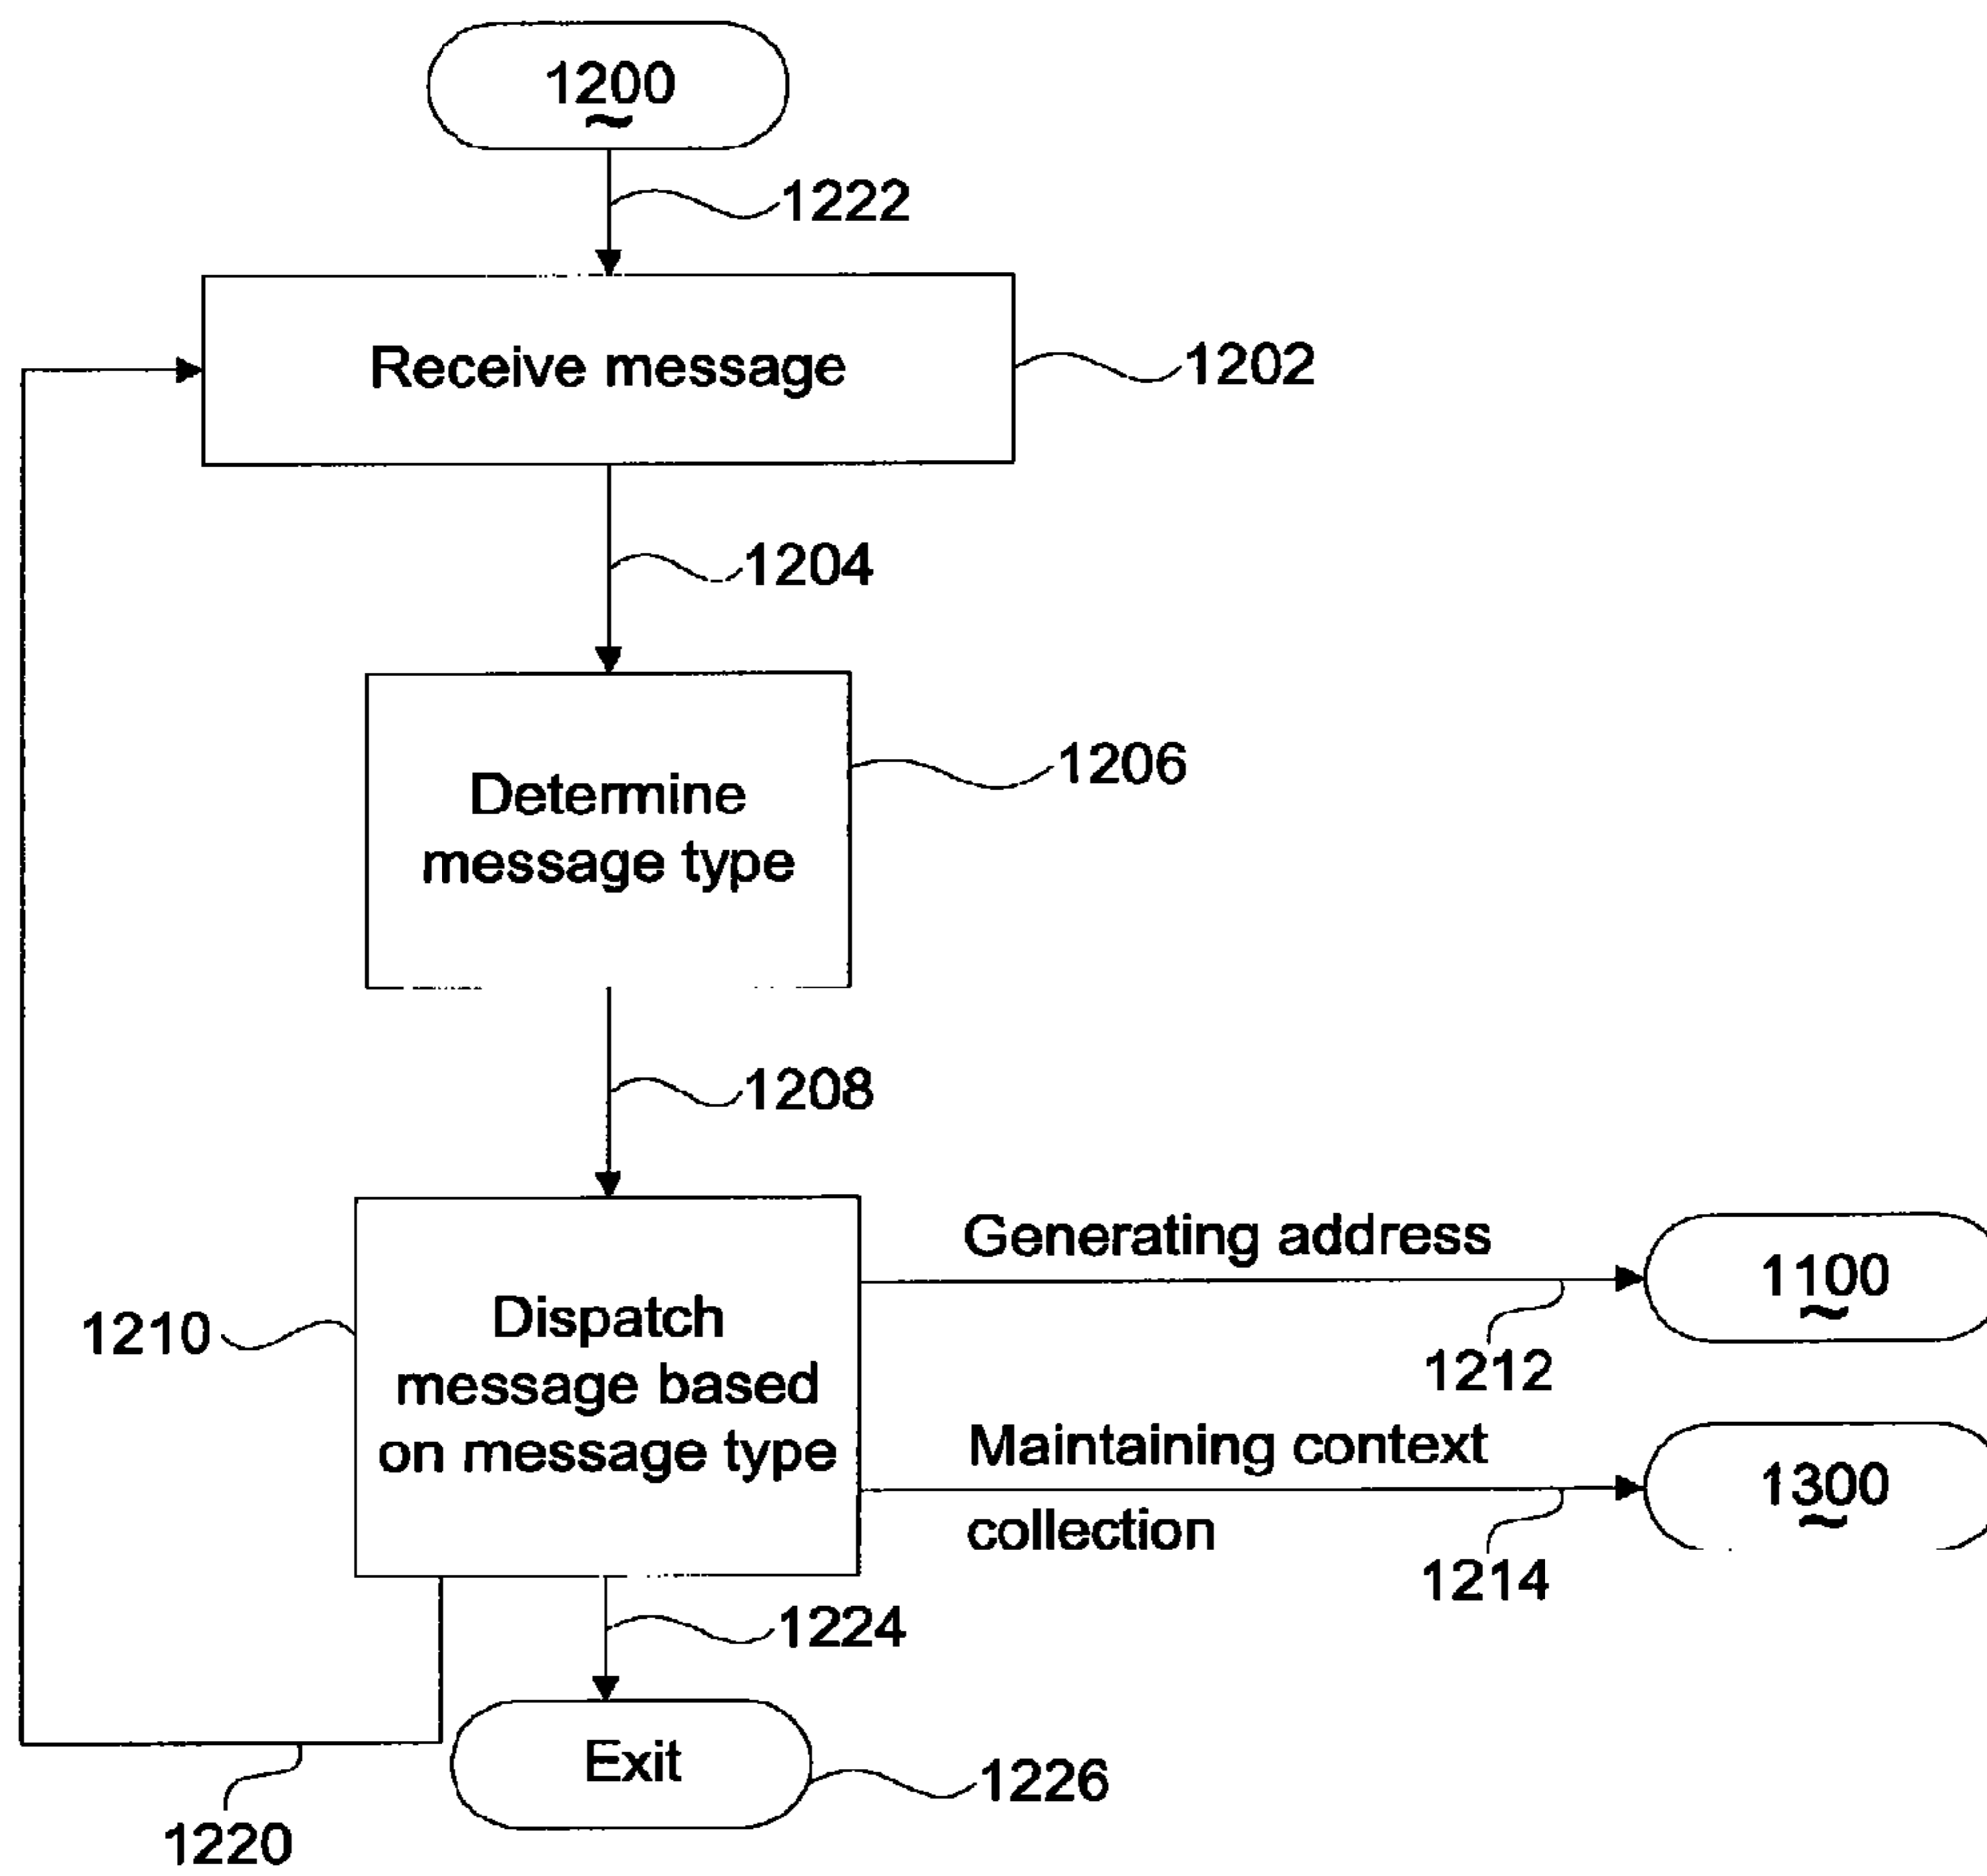 1200
1222
Receive message
1202
1204
1206
Determine
message type
1208
Generating address
1100
1210
Dispatch
message based
on message type
1212
Maintaining context
collection
1300
1214
1224
Exit
1226
1220